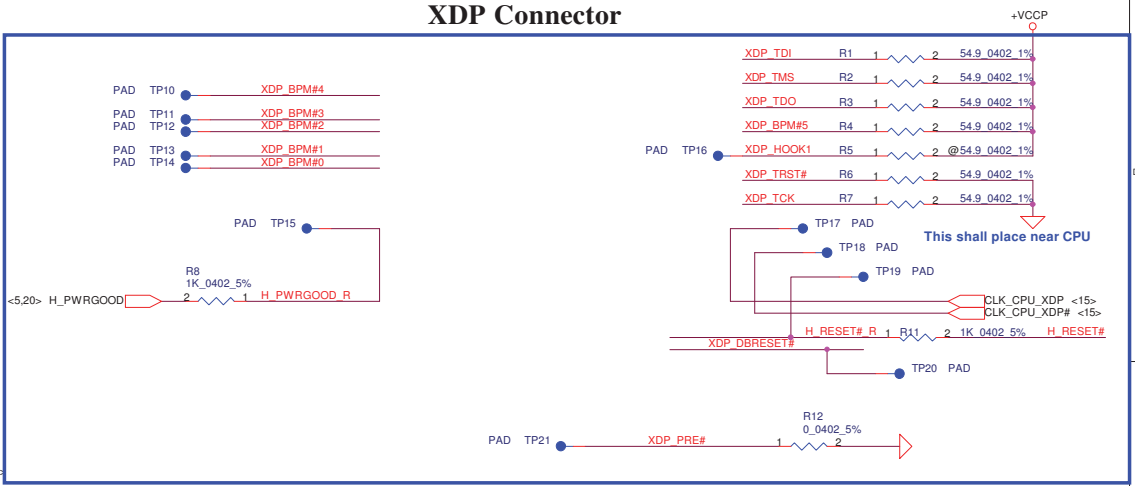 XDP Connector
+VCCP
XDP_TDI R1 1 2 54.9_0402_1%
XDP_TMS R2 1 2 54.9_0402_1%
XDP_TDO R3 1 2 54.9_0402_1%
XDP_BPM#5 R4 1 2 54.9_0402_1%
PAD TP16 XDP_HOOK1 R5 1 2 @54.9_0402_1%
XDP_TRST# R6 1 2 54.9_0402_1%
XDP_TCK R7 1 2 54.9_0402_1%
This shall place near CPU
PAD TP10 XDP_BPM#4
PAD TP11 XDP_BPM#3
PAD TP12 XDP_BPM#2
PAD TP13 XDP_BPM#1
PAD TP14 XDP_BPM#0
PAD TP15
R8
1K_0402_5%
<5,20> H_PWRGOOD 2 1 H_PWRGOOD_R
TP17 PAD
TP18 PAD
TP19 PAD
CLK_CPU_XDP <15>
CLK_CPU_XDP# <15>
H_RESET#_R 1 R11 2 1K_0402_5% H_RESET#
XDP_DBRESET#
TP20 PAD
R12
0_0402_5%
PAD TP21 XDP_PRE# 1 2